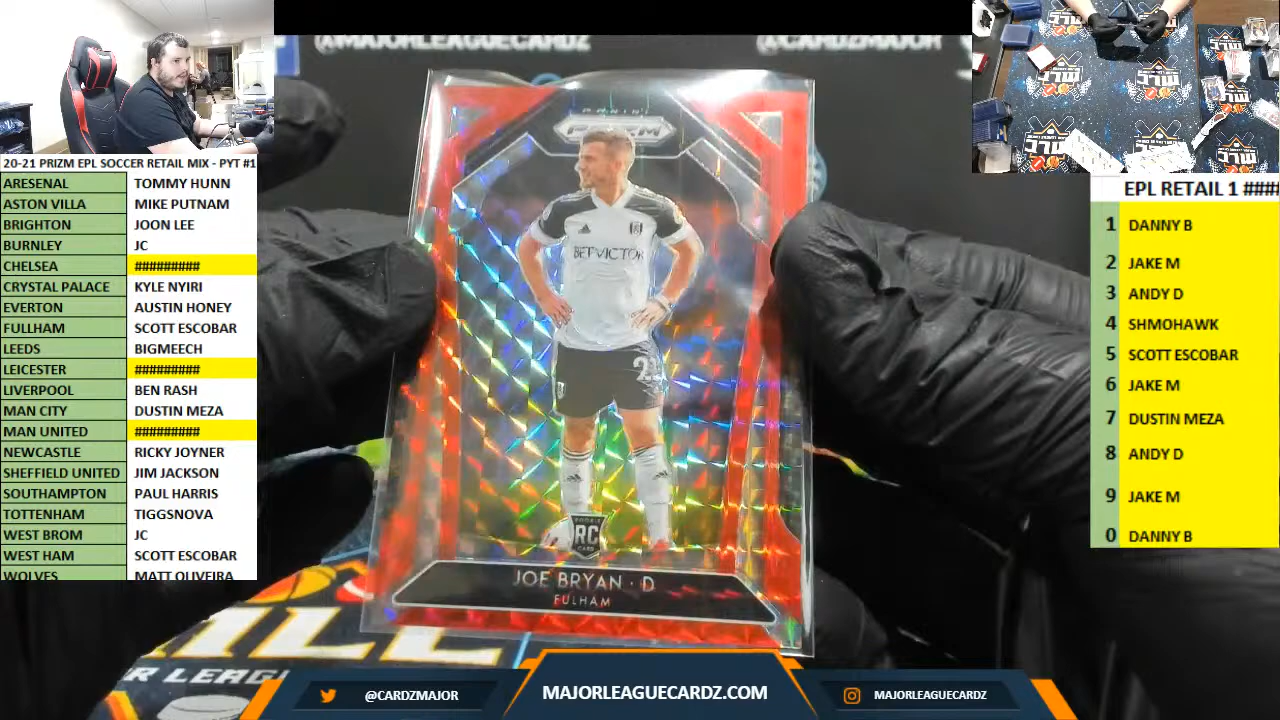 @MAJORLEAGUECARDZ
@CARDZMAJOR
20-21 PRIZM EPL SOCCER RETAIL MIX - PYT #1
ARESENAL TOMMY HUNN
ASTON VILLA MIKE PUTNAM
BRIGHTON JOON LEE
BURNLEY JC
CHELSEA #########
CRYSTAL PALACE KYLE NYIRI
EVERTON AUSTIN HONEY
FULLHAM SCOTT ESCOBAR
LEEDS BIGMEECH
LEICESTER #########
LIVERPOOL BEN RASH
MAN CITY DUSTIN MEZA
MAN UNITED #########
NEWCASTLE RICKY JOYNER
SHEFFIELD UNITED JIM JACKSON
SOUTHAMPTON PAUL HARRIS
TOTTENHAM TIGGSNOVA
WEST BROM JC
WEST HAM SCOTT ESCOBAR
WOLVES MATT OLIVEIRA
PANINI
PRIZM
BETVICTOR
ROOKIE
RC
CARD
JOE BRYAN · D
FULHAM
EPL RETAIL 1 ####
1 DANNY B
2 JAKE M
3 ANDY D
4 SHMOHAWK
5 SCOTT ESCOBAR
6 JAKE M
7 DUSTIN MEZA
8 ANDY D
9 JAKE M
0 DANNY B
@CARDZMAJOR
MAJORLEAGUECARDZ.COM
MAJORLEAGUECARDZ